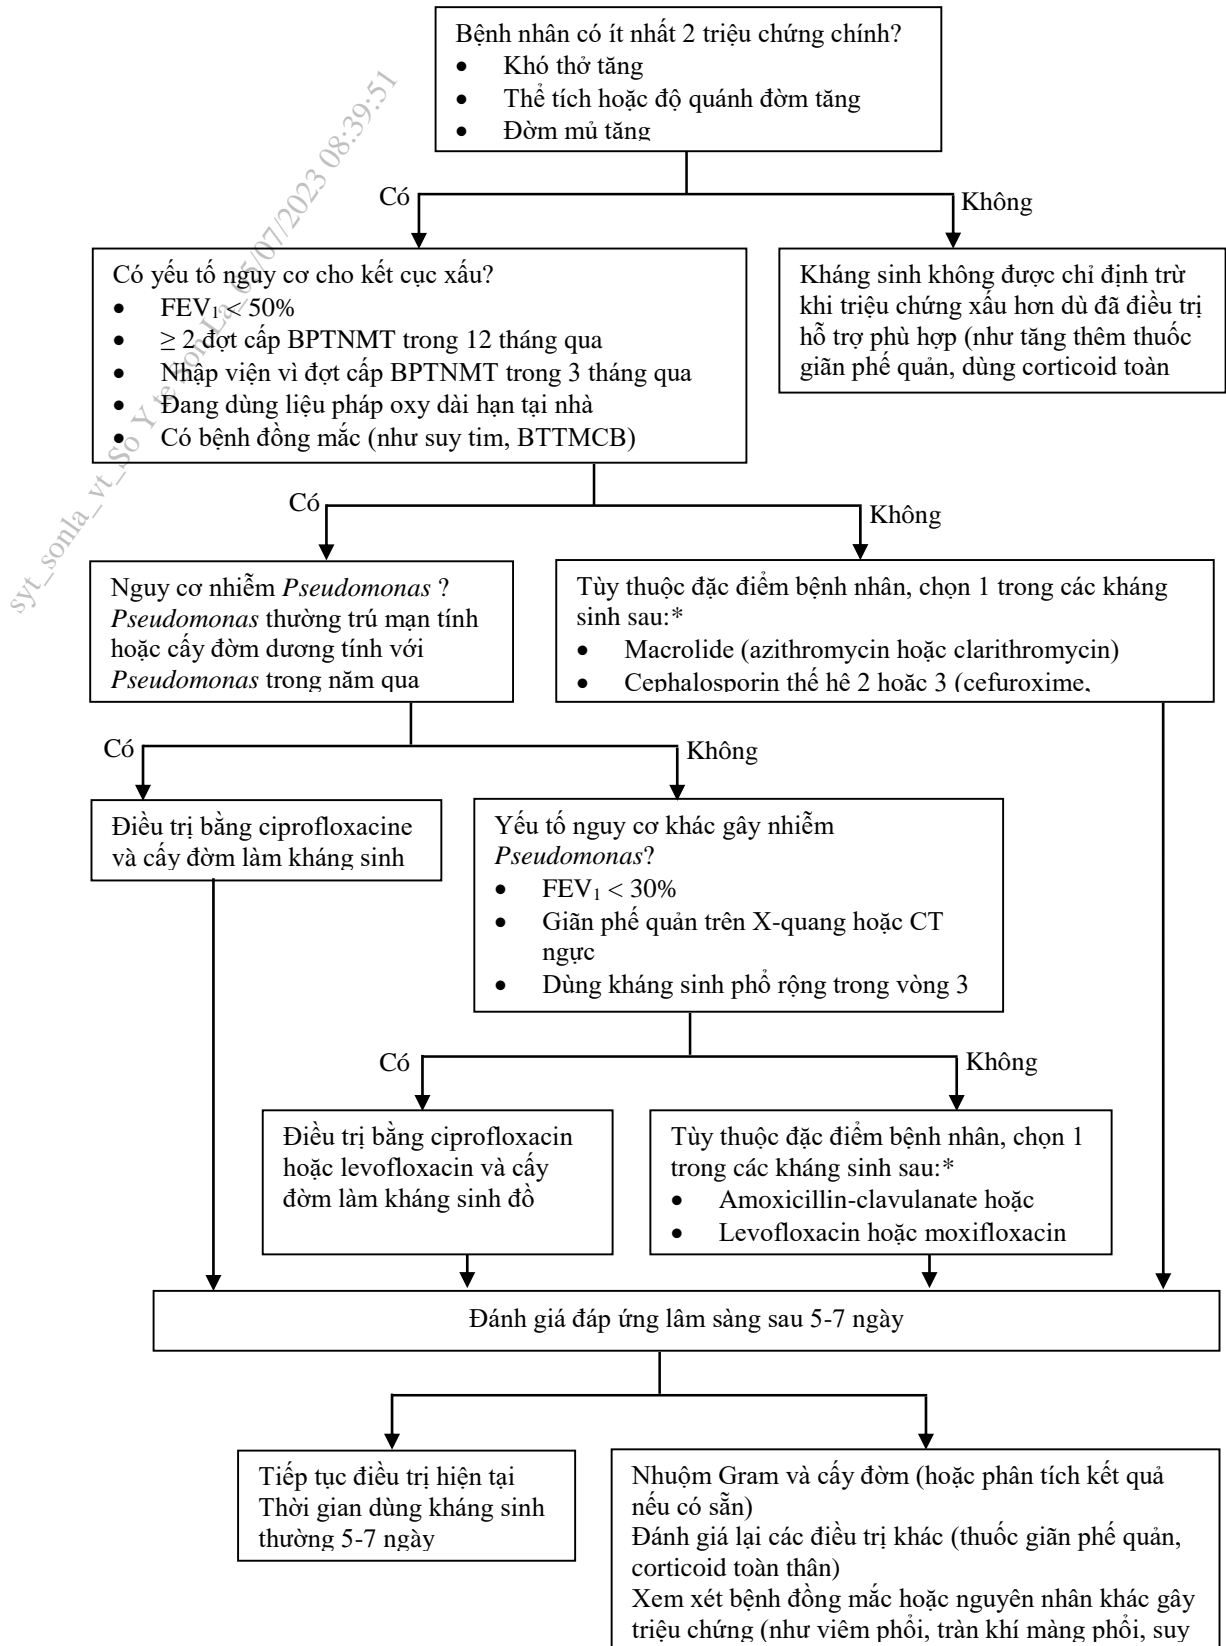 Bệnh nhân có ít nhất 2 triệu chứng chính?
• Khó thở tăng
• Thể tích hoặc độ quánh đờm tăng
• Đờm mủ tăng
Có
Không
Có yếu tố nguy cơ cho kết cục xấu?
• FEV₁ < 50%
• ≥ 2 đợt cấp BPTNMT trong 12 tháng qua
• Nhập viện vì đợt cấp BPTNMT trong 3 tháng qua
• Đang dùng liệu pháp oxy dài hạn tại nhà
• Có bệnh đồng mắc (như suy tim, BTTMCB)
Kháng sinh không được chỉ định trừ
khi triệu chứng xấu hơn dù đã điều trị
hỗ trợ phù hợp (như tăng thêm thuốc
giãn phế quản, dùng corticoid toàn
syt_sonla_vt_So Y te Son La_05/07/2023 08:39:51
Có
Không
Nguy cơ nhiễm Pseudomonas ?
Pseudomonas thường trú mạn tính
hoặc cấy đờm dương tính với
Pseudomonas trong năm qua
Tùy thuộc đặc điểm bệnh nhân, chọn 1 trong các kháng
sinh sau:*
• Macrolide (azithromycin hoặc clarithromycin)
• Cephalosporin thế hệ 2 hoặc 3 (cefuroxime,
Có
Không
Điều trị bằng ciprofloxacine
và cấy đờm làm kháng sinh
Yếu tố nguy cơ khác gây nhiễm
Pseudomonas?
• FEV₁ < 30%
• Giãn phế quản trên X-quang hoặc CT
ngực
• Dùng kháng sinh phổ rộng trong vòng 3
Có
Không
Điều trị bằng ciprofloxacin
hoặc levofloxacin và cấy
đờm làm kháng sinh đồ
Tùy thuộc đặc điểm bệnh nhân, chọn 1
trong các kháng sinh sau:*
• Amoxicillin-clavulanate hoặc
• Levofloxacin hoặc moxifloxacin
Đánh giá đáp ứng lâm sàng sau 5-7 ngày
Tiếp tục điều trị hiện tại
Thời gian dùng kháng sinh
thường 5-7 ngày
Nhuộm Gram và cấy đờm (hoặc phân tích kết quả
nếu có sẵn)
Đánh giá lại các điều trị khác (thuốc giãn phế quản,
corticoid toàn thân)
Xem xét bệnh đồng mắc hoặc nguyên nhân khác gây
triệu chứng (như viêm phổi, tràn khí màng phổi, suy